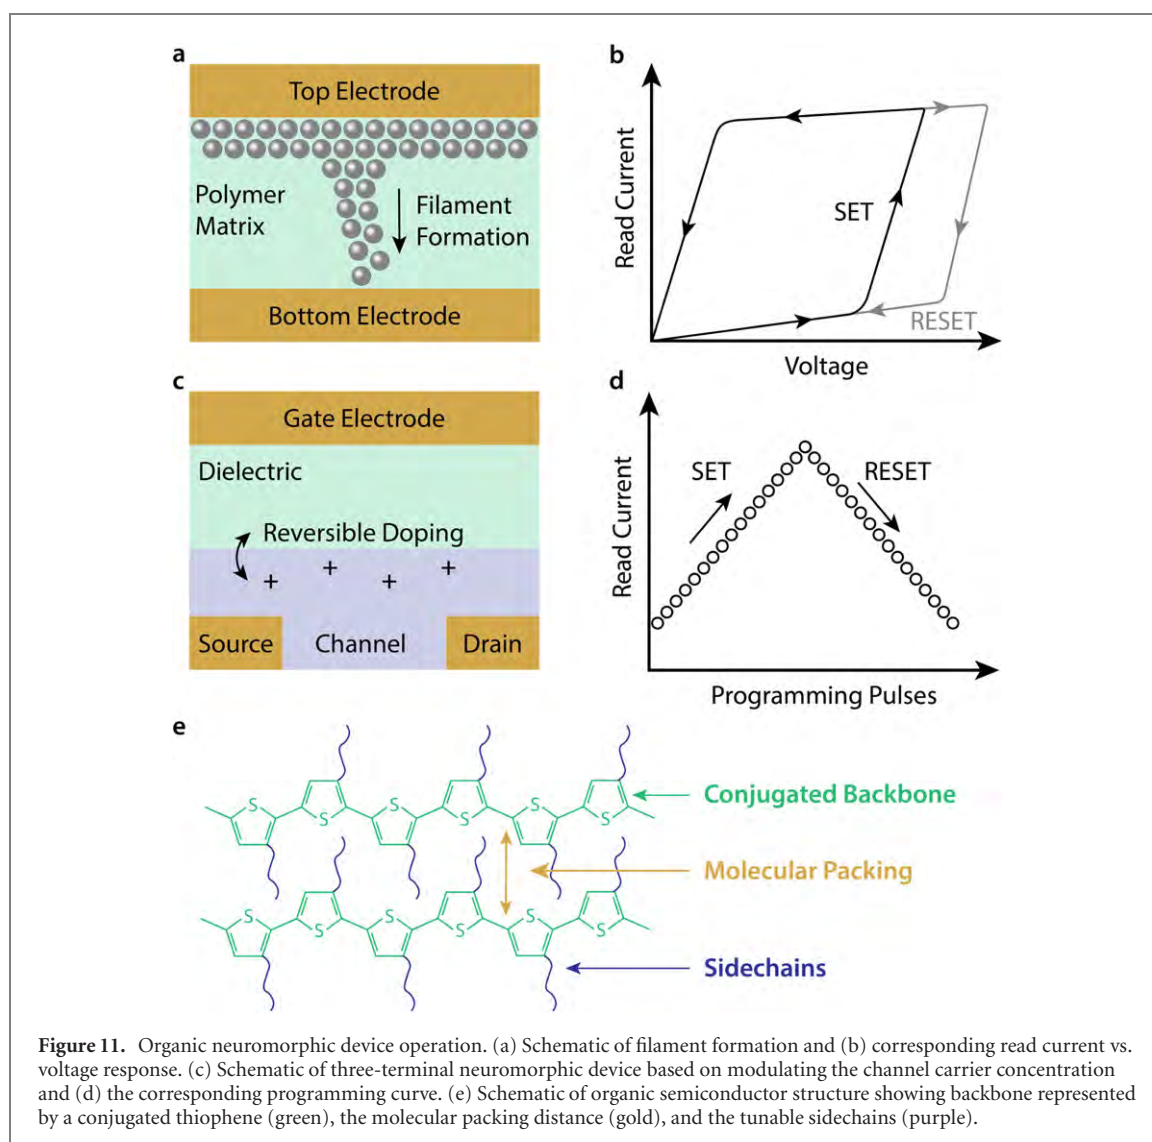 a
Top Electrode
Polymer
Matrix
Filament
Formation
Bottom Electrode
b
Read Current
SET
RESET
Voltage
c
Gate Electrode
Dielectric
Reversible Doping
+ + + +
Source
Channel
Drain
d
Read Current
SET
RESET
Programming Pulses
e
S S S S S S
Conjugated Backbone
Molecular Packing
S S S S S S
Sidechains
Figure 11. Organic neuromorphic device operation. (a) Schematic of filament formation and (b) corresponding read current vs.
voltage response. (c) Schematic of three-terminal neuromorphic device based on modulating the channel carrier concentration
and (d) the corresponding programming curve. (e) Schematic of organic semiconductor structure showing backbone represented
by a conjugated thiophene (green), the molecular packing distance (gold), and the tunable sidechains (purple).